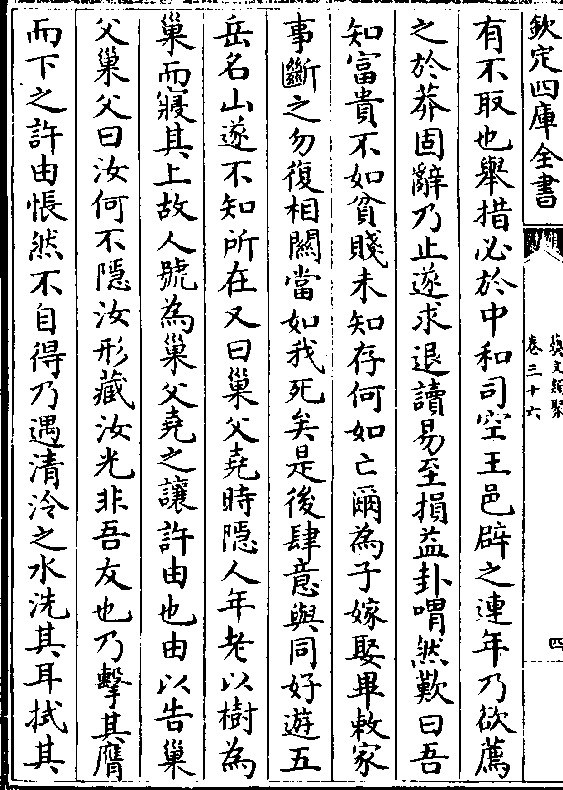 欽定四庫全書
藝文類聚
卷三十六
四
有不取也舉措必於中和司空王邑辟之連年乃欲薦
之於莽固辭乃止遂求退讀易至損益卦喟然歎曰吾
知富貴不如貧賤未知存何如亡爾為子嫁娶畢敕家
事斷之勿復相關當如我死矣是後肆意與同好遊五
岳名山遂不知所在又曰巢父堯時隱人年老以樹為
巢而寢其上故人號為巢父堯之讓許由也由以告巢
父巢父曰汝何不隱汝形藏汝光非吾友也乃擊其膺
而下之許由悵然不自得乃遇清泠之水洗其耳拭其